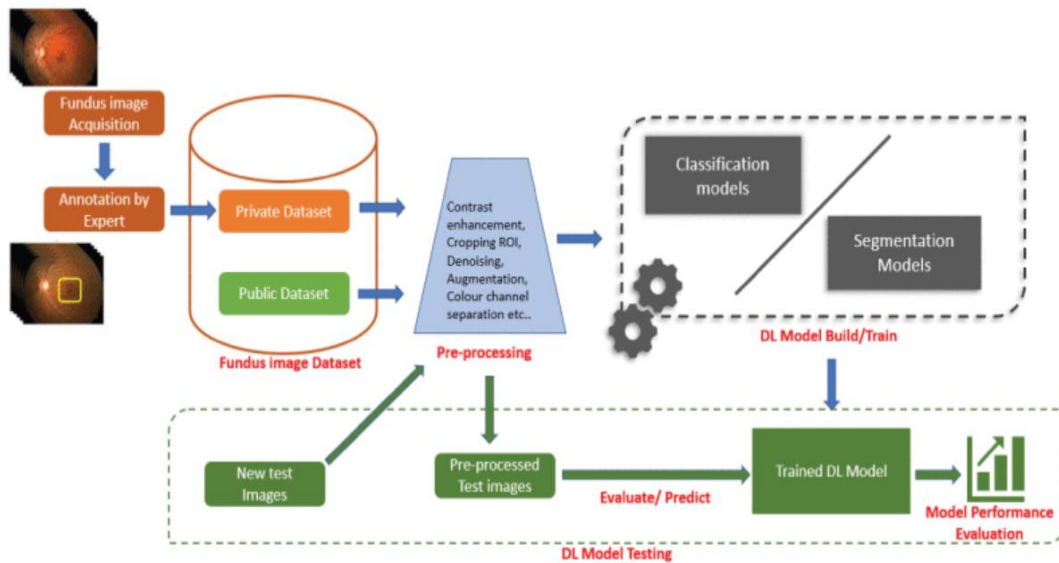 Fundus image
Acquisition
Annotation by
Expert
Private Dataset
Public Dataset
Fundus image Dataset
Contrast
enhancement,
Cropping ROI,
Denoising,
Augmentation,
Colour channel
separation etc..
Pre-processing
Classification
models
Segmentation
Models
DL Model Build/Train
New test
Images
Pre-processed
Test images
Evaluate/ Predict
Trained DL Model
Model Performance
Evaluation
DL Model Testing